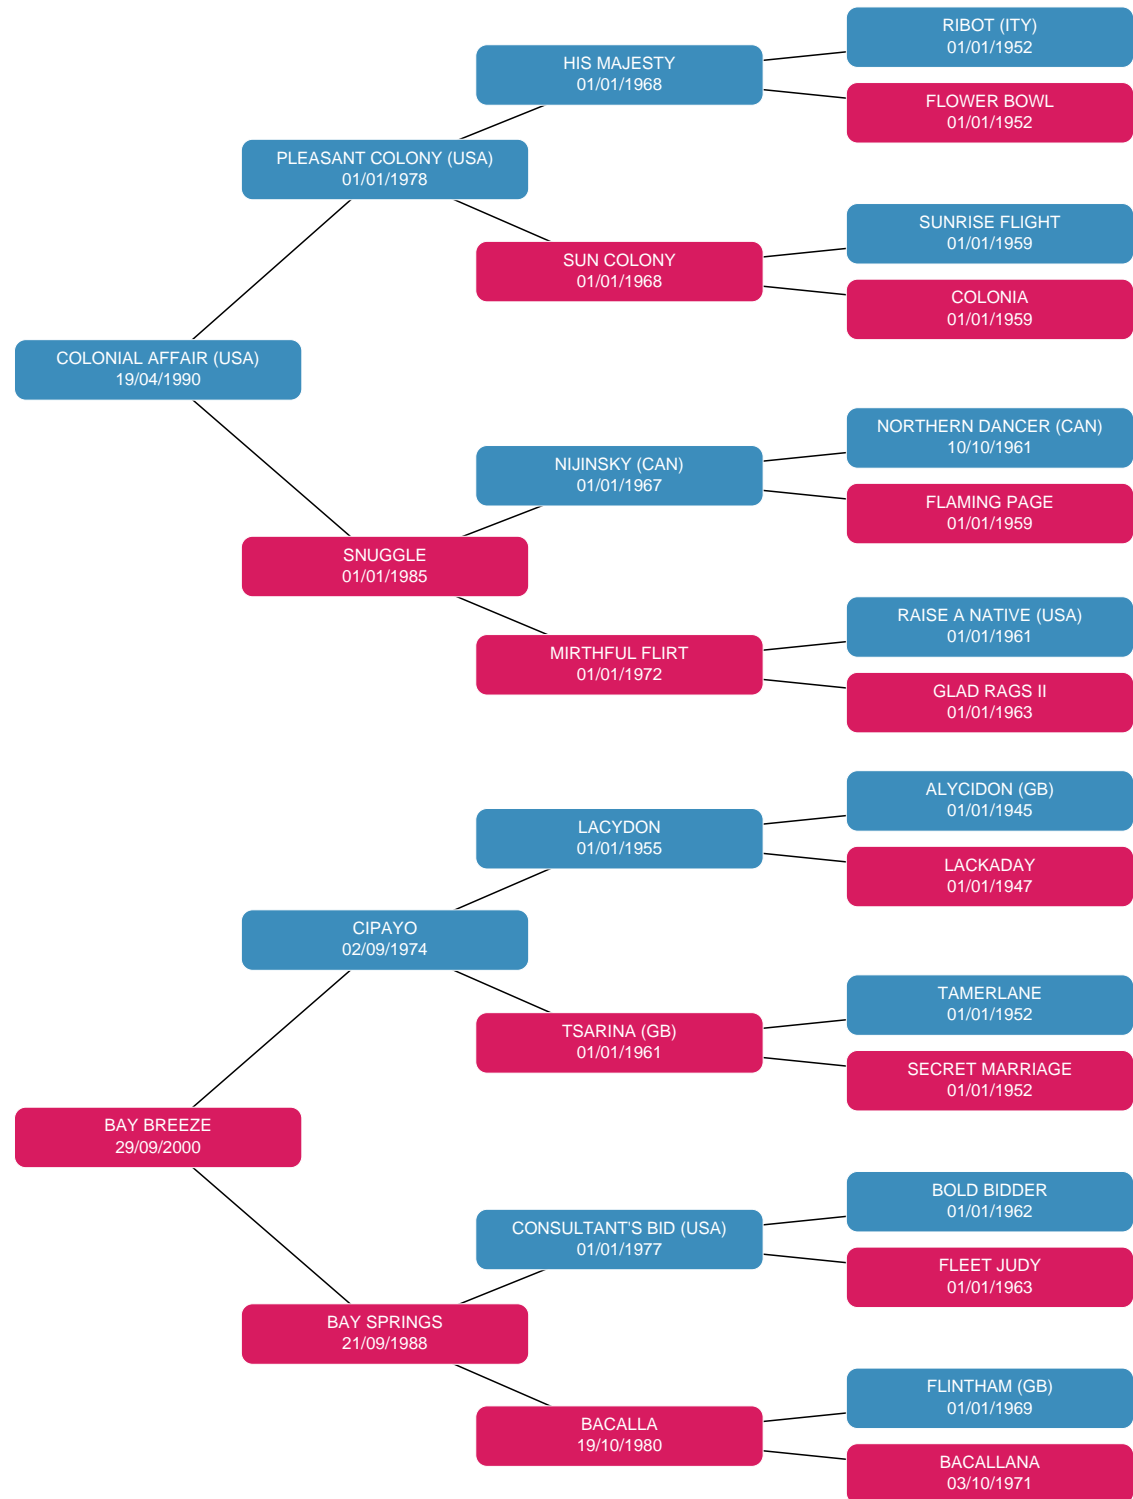 RIBOT (ITY)
01/01/1952
HIS MAJESTY
01/01/1968
FLOWER BOWL
01/01/1952
PLEASANT COLONY (USA)
01/01/1978
SUNRISE FLIGHT
01/01/1959
SUN COLONY
01/01/1968
COLONIA
01/01/1959
COLONIAL AFFAIR (USA)
19/04/1990
NORTHERN DANCER (CAN)
10/10/1961
NIJINSKY (CAN)
01/01/1967
FLAMING PAGE
01/01/1959
SNUGGLE
01/01/1985
RAISE A NATIVE (USA)
01/01/1961
MIRTHFUL FLIRT
01/01/1972
GLAD RAGS II
01/01/1963
ALYCIDON (GB)
01/01/1945
LACYDON
01/01/1955
LACKADAY
01/01/1947
CIPAYO
02/09/1974
TAMERLANE
01/01/1952
TSARINA (GB)
01/01/1961
SECRET MARRIAGE
01/01/1952
BAY BREEZE
29/09/2000
BOLD BIDDER
01/01/1962
CONSULTANT'S BID (USA)
01/01/1977
FLEET JUDY
01/01/1963
BAY SPRINGS
21/09/1988
FLINTHAM (GB)
01/01/1969
BACALLA
19/10/1980
BACALLANA
03/10/1971